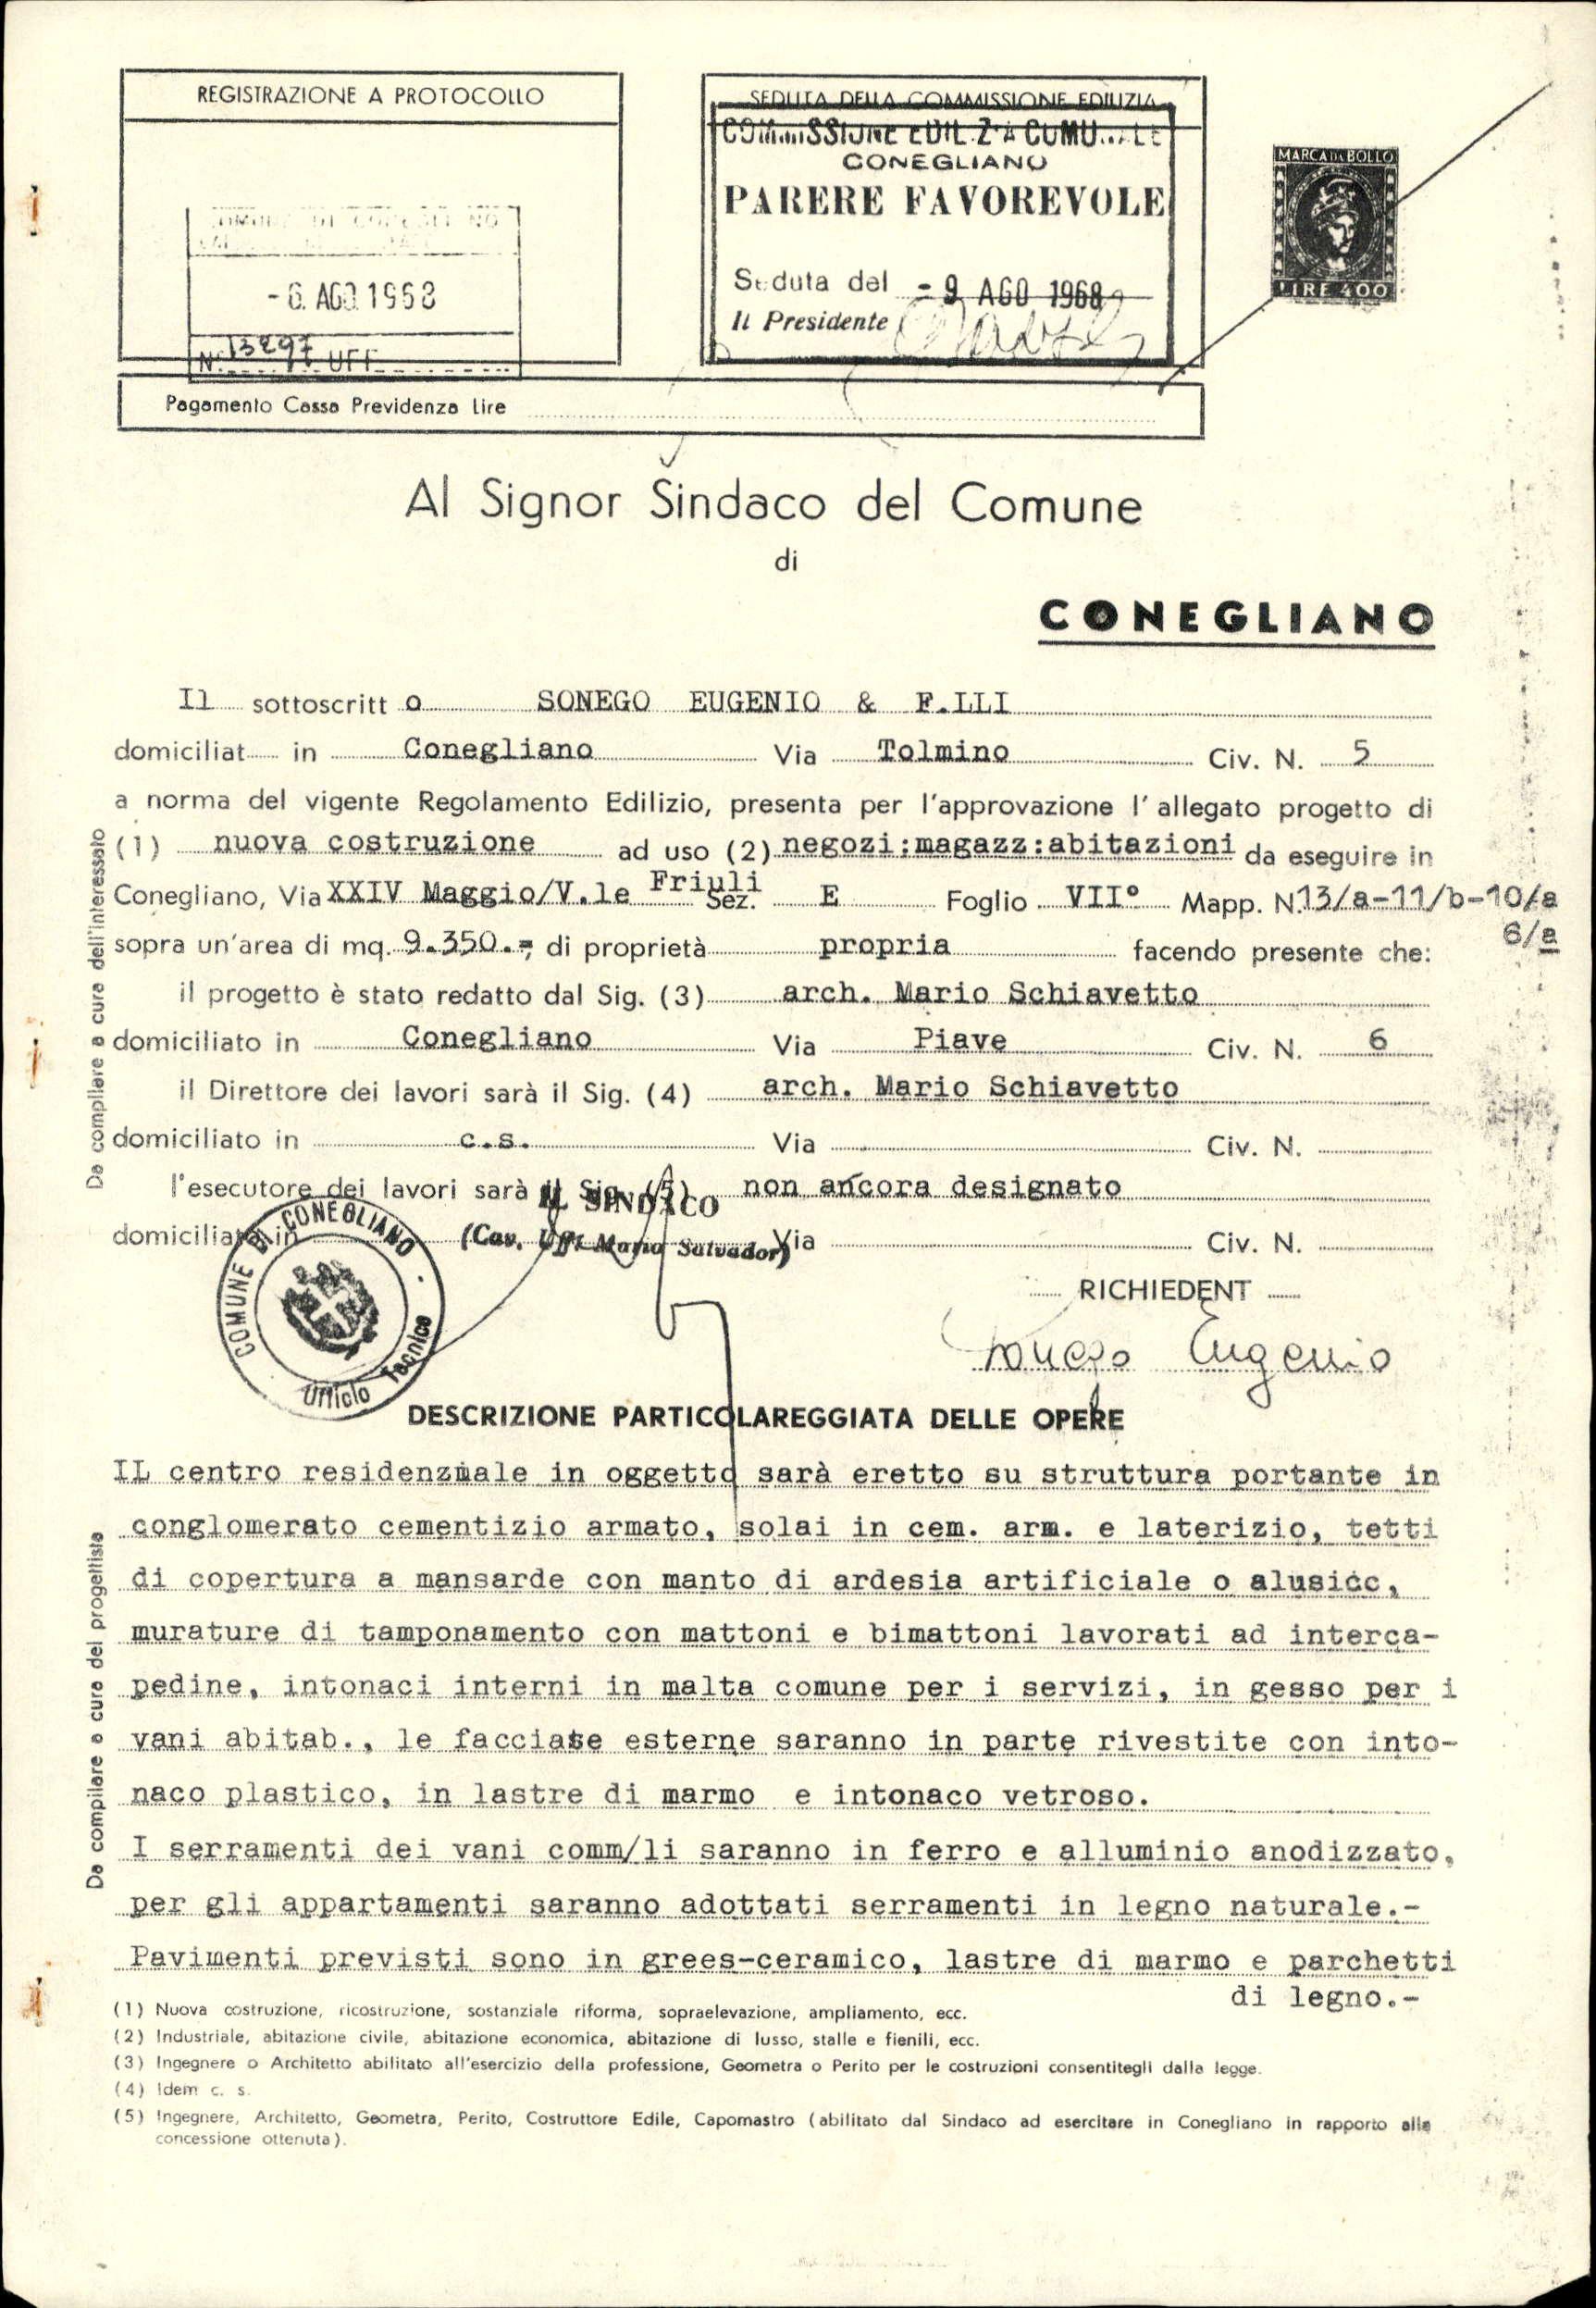 REGISTRAZIONE A PROTOCOLLO
- 6. AGO. 1968
N. 13297
SEDUTA DELLA COMMISSIONE EDILIZIA
CONEGLIANO
PARERE FAVOREVOLE
Seduta del - 9 AGO 1968
Il Presidente
MARCA DA BOLLO
LIRE 400
Pagamento Cassa Previdenza Lire
Al Signor Sindaco del Comune
di
CONEGLIANO
Il sottoscritt o SONEGO EUGENIO & F.LLI
domiciliat in Conegliano Via Tolmino Civ. N. 5
a norma del vigente Regolamento Edilizio, presenta per l'approvazione l'allegato progetto di
(1) nuova costruzione ad uso (2) negozi:magazz:abitazioni da eseguire in
Conegliano, Via XXIV Maggio/V.le Friuli Sez. E Foglio VII° Mapp. N. 13/a-11/b-10/a
6/a
sopra un'area di mq. 9.350.= di proprietà propria facendo presente che:
il progetto è stato redatto dal Sig. (3) arch. Mario Schiavetto
domiciliato in Conegliano Via Piave Civ. N. 6
il Direttore dei lavori sarà il Sig. (4) arch. Mario Schiavetto
domiciliato in c.s. Via Civ. N.
l'esecutore dei lavori sarà il Sig. (5) non ancora designato
IL SINDACO
domiciliato in Via Civ. N.
(Cav. Uff. Mario Salvador)
COMUNE DI CONEGLIANO
Ufficio Tecnico
RICHIEDENT
Sonego Eugenio
Da compilare a cura dell'interessato
DESCRIZIONE PARTICOLAREGGIATA DELLE OPERE
IL centro residenziale in oggetto sarà eretto su struttura portante in
conglomerato cementizio armato, solai in cem. arm. e laterizio, tetti
di copertura a mansarde con manto di ardesia artificiale o alusicc,
murature di tamponamento con mattoni e bimattoni lavorati ad interca-
pedine, intonaci interni in malta comune per i servizi, in gesso per i
vani abitab., le facciate esterne saranno in parte rivestite con into-
naco plastico, in lastre di marmo e intonaco vetroso.
I serramenti dei vani comm/li saranno in ferro e alluminio anodizzato,
per gli appartamenti saranno adottati serramenti in legno naturale.-
Pavimenti previsti sono in grees-ceramico, lastre di marmo e parchetti
di legno.-
Da compilare a cura del progettista
(1) Nuova costruzione, ricostruzione, sostanziale riforma, sopraelevazione, ampliamento, ecc.
(2) Industriale, abitazione civile, abitazione economica, abitazione di lusso, stalle e fienili, ecc.
(3) Ingegnere o Architetto abilitato all'esercizio della professione, Geometra o Perito per le costruzioni consentitegli dalla legge.
(4) Idem c. s.
(5) Ingegnere, Architetto, Geometra, Perito, Costruttore Edile, Capomastro (abilitato dal Sindaco ad esercitare in Conegliano in rapporto alla
concessione ottenuta).